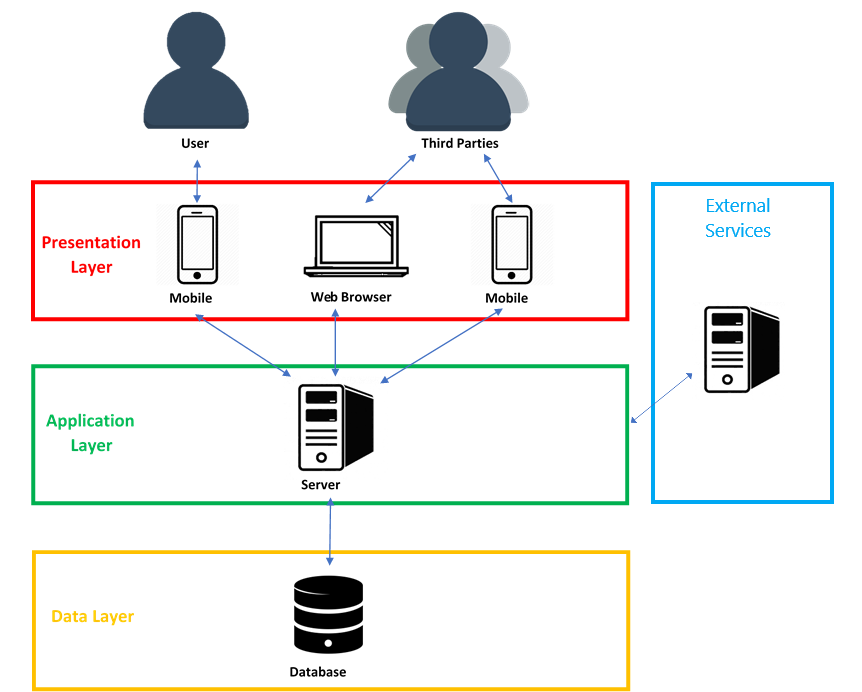 User
Third Parties
Presentation
Layer
Mobile
Web Browser
Mobile
External
Services
Application
Layer
Server
Data Layer
Database